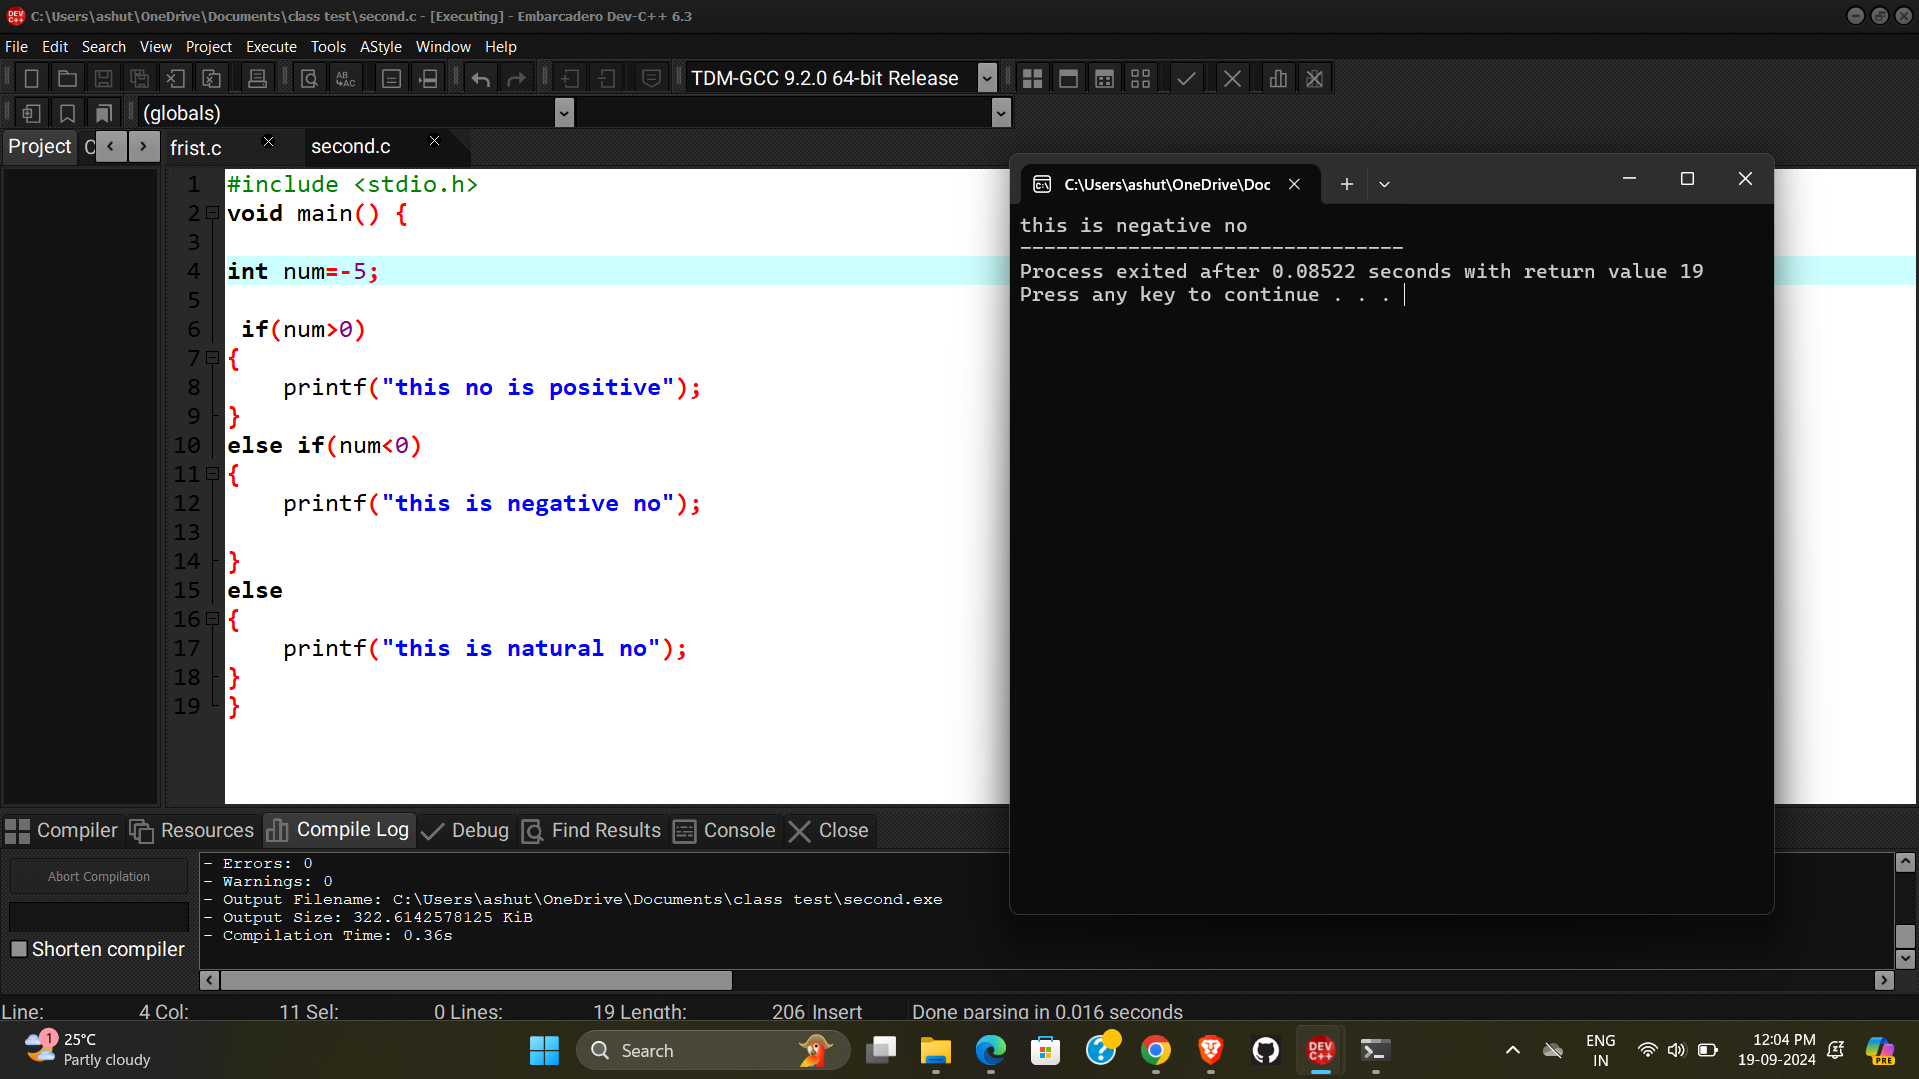 C:\Users\ashut\OneDrive\Documents\class test\second.c - [Executing] - Embarcadero Dev-C++ 6.3
File Edit Search View Project Execute Tools AStyle Window Help
TDM-GCC 9.2.0 64-bit Release
(globals)
Project C frist.c second.c
1 #include <stdio.h>
2 void main() {
3
4 int num=-5;
5
6 if(num>0)
7 {
8 printf("this no is positive");
9 }
10 else if(num<0)
11 {
12 printf("this is negative no");
13
14 }
15 else
16 {
17 printf("this is natural no");
18 }
19 }
C:\Users\ashut\OneDrive\Doc
this is negative no
--------------------------------
Process exited after 0.08522 seconds with return value 19
Press any key to continue . . .
Compiler Resources Compile Log Debug Find Results Console Close
Abort Compilation
Shorten compiler
- Errors: 0
- Warnings: 0
- Output Filename: C:\Users\ashut\OneDrive\Documents\class test\second.exe
- Output Size: 322.6142578125 KiB
- Compilation Time: 0.36s
Line: 4 Col: 11 Sel: 0 Lines: 19 Length: 206 Insert Done parsing in 0.016 seconds
1
25°C
Partly cloudy
Search
DEV C++
ENG
IN
12:04 PM
19-09-2024
PRE